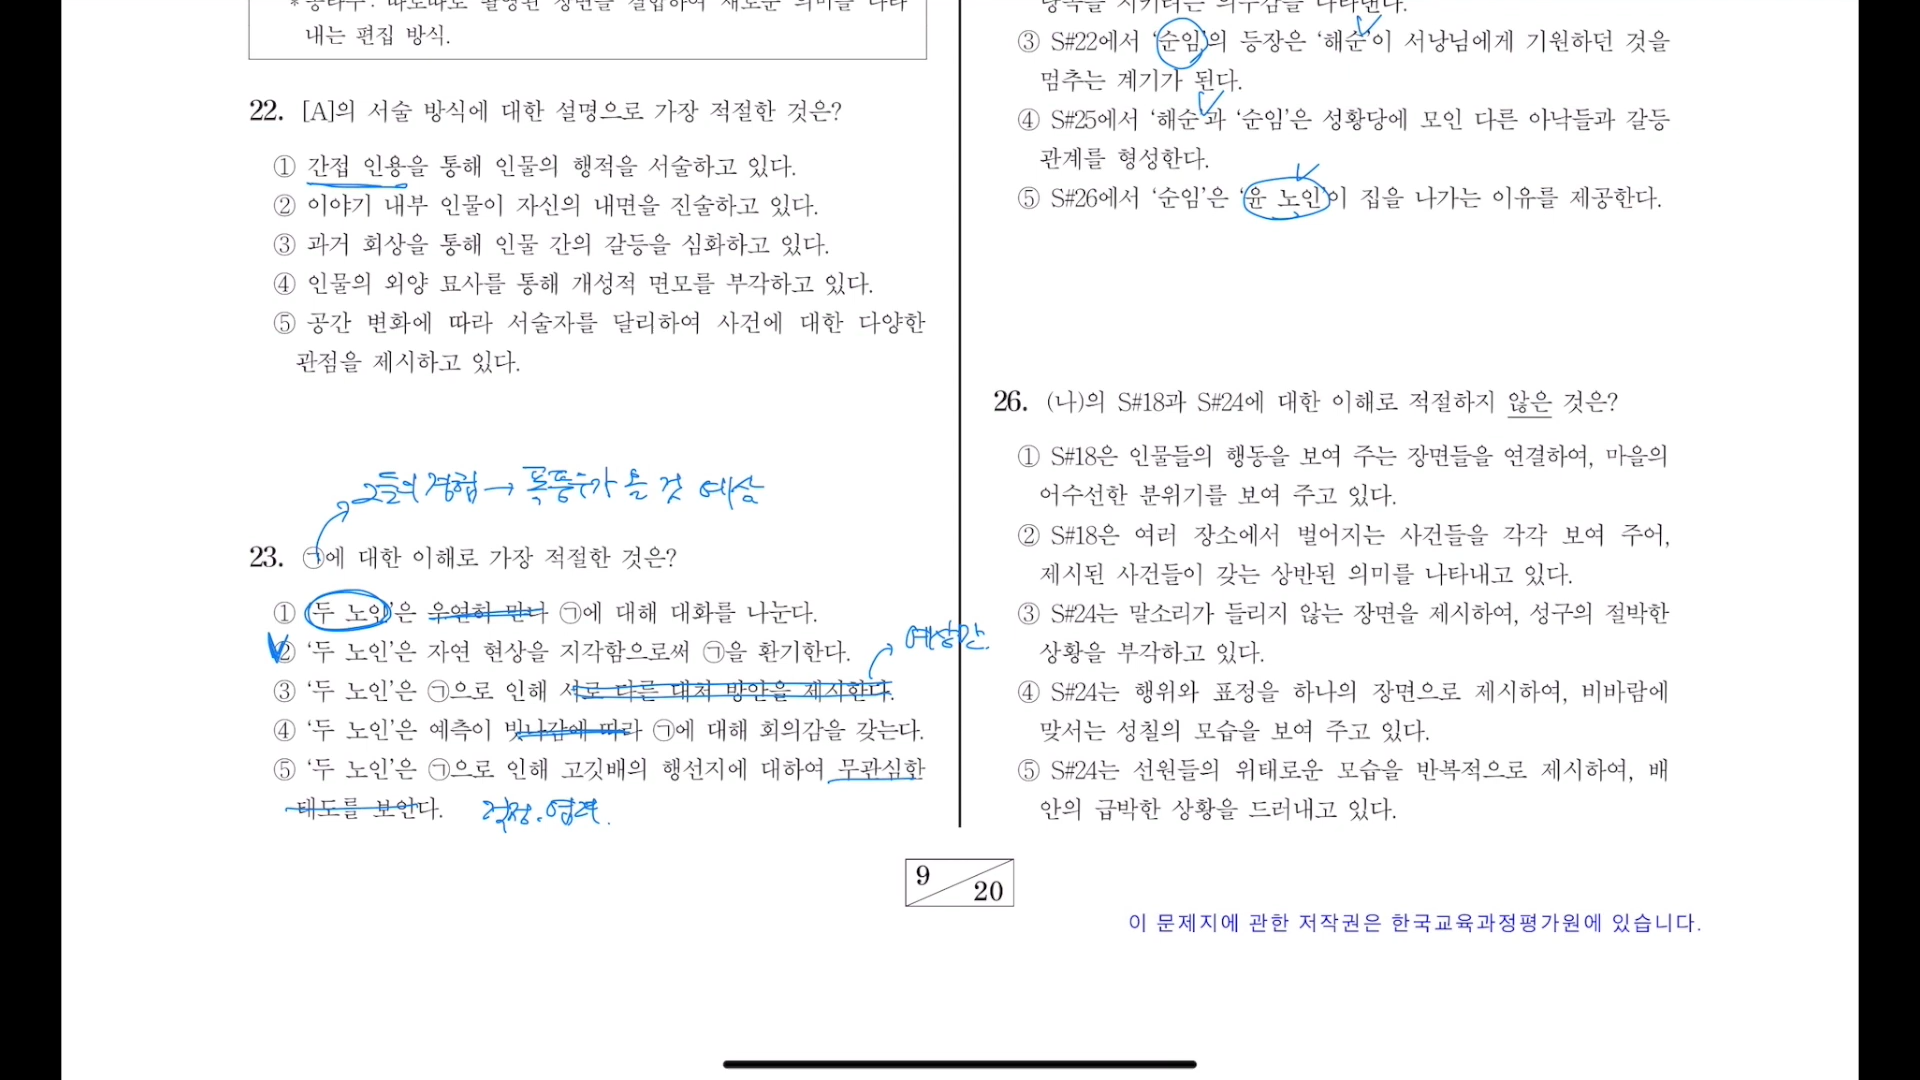 내는 편집 방식.
22. [A]의 서술 방식에 대한 설명으로 가장 적절한 것은?
① 간접 인용을 통해 인물의 행적을 서술하고 있다.
② 이야기 내부 인물이 자신의 내면을 진술하고 있다.
③ 과거 회상을 통해 인물 간의 갈등을 심화하고 있다.
④ 인물의 외양 묘사를 통해 개성적 면모를 부각하고 있다.
⑤ 공간 변화에 따라 서술자를 달리하여 사건에 대한 다양한
관점을 제시하고 있다.
그들의 경험 → 폭풍우가 올 것 예상
23. ㉠에 대한 이해로 가장 적절한 것은?
① ‘두 노인’은 우연히 만나 ㉠에 대해 대화를 나눈다.
예상만.
② ‘두 노인’은 자연 현상을 지각함으로써 ㉠을 환기한다.
③ ‘두 노인’은 ㉠으로 인해 서로 다른 대처 방안을 제시한다.
④ ‘두 노인’은 예측이 빗나감에 따라 ㉠에 대해 회의감을 갖는다.
⑤ ‘두 노인’은 ㉠으로 인해 고깃배의 행선지에 대하여 무관심한
태도를 보인다.
걱정, 염려.
③ S#22에서 ‘순임’의 등장은 ‘해순’이 서낭님에게 기원하던 것을
멈추는 계기가 된다.
④ S#25에서 ‘해순’과 ‘순임’은 성황당에 모인 다른 아낙들과 갈등
관계를 형성한다.
⑤ S#26에서 ‘순임’은 ‘윤 노인’이 집을 나가는 이유를 제공한다.
26. (나)의 S#18과 S#24에 대한 이해로 적절하지 않은 것은?
① S#18은 인물들의 행동을 보여 주는 장면들을 연결하여, 마을의
어수선한 분위기를 보여 주고 있다.
② S#18은 여러 장소에서 벌어지는 사건들을 각각 보여 주어,
제시된 사건들이 갖는 상반된 의미를 나타내고 있다.
③ S#24는 말소리가 들리지 않는 장면을 제시하여, 성구의 절박한
상황을 부각하고 있다.
④ S#24는 행위와 표정을 하나의 장면으로 제시하여, 비바람에
맞서는 성칠의 모습을 보여 주고 있다.
⑤ S#24는 선원들의 위태로운 모습을 반복적으로 제시하여, 배
안의 급박한 상황을 드러내고 있다.
9
20
이 문제지에 관한 저작권은 한국교육과정평가원에 있습니다.